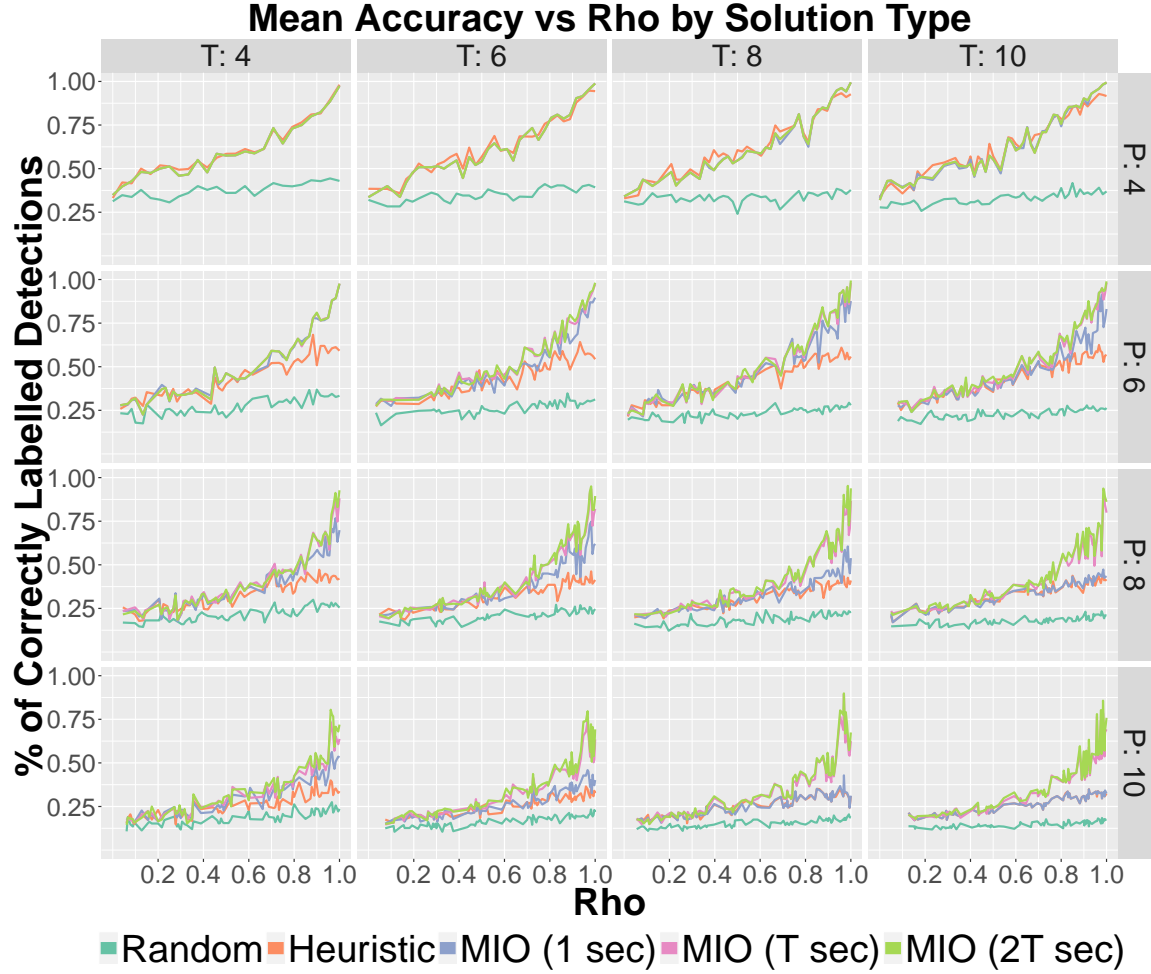 Mean Accuracy vs Rho by Solution Type
T: 4 T: 6 T: 8 T: 10
% of Correctly Labelled Detections
1.00
0.75
0.50
0.25
P: 4
1.00
0.75
0.50
0.25
P: 6
1.00
0.75
0.50
0.25
P: 8
1.00
0.75
0.50
0.25
P: 10
0.2 0.4 0.6 0.8 1.0 0.2 0.4 0.6 0.8 1.0 0.2 0.4 0.6 0.8 1.0 0.2 0.4 0.6 0.8 1.0
Rho
Random Heuristic MIO (1 sec) MIO (T sec) MIO (2T sec)